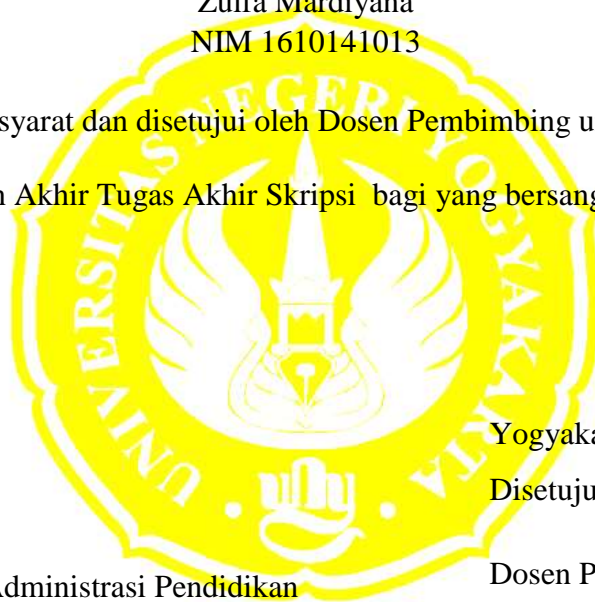 Zulfa Mardiyana
NIM 1610141013
syarat dan disetujui oleh Dosen Pembimbing u
Akhir Tugas Akhir Skripsi bagi yang bersang
UNIVERSITAS NEGERI YOGYAKARTA
Yogyaka
Disetuju
Administrasi Pendidikan
Dosen P